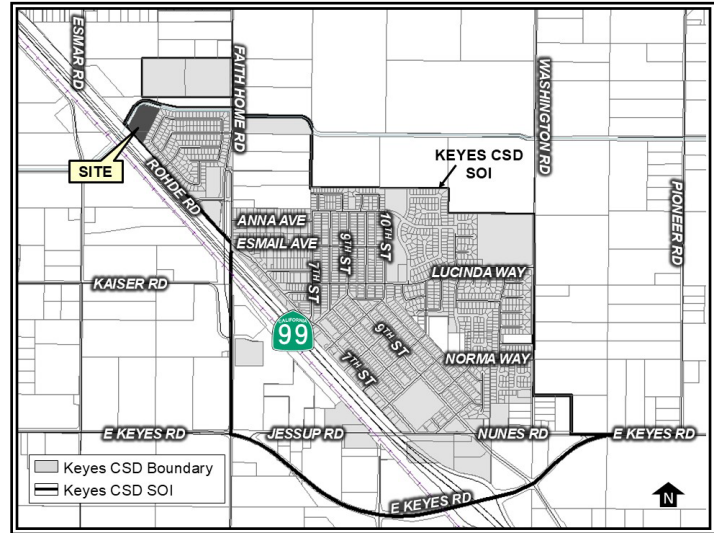 ESMAR RD
FAITH HOME RD
WASHINGTON RD
PIONEER RD
SITE
ROHDE RD
KEYES CSD
SOI
ANNA AVE
ESMAIL AVE
7TH ST
9TH ST
10TH ST
LUCINDA WAY
KAISER RD
CALIFORNIA
99
9TH ST
7TH ST
NORMA WAY
E KEYES RD
JESSUP RD
NUNES RD
E KEYES RD
Keyes CSD Boundary
Keyes CSD SOI
E KEYES RD
N